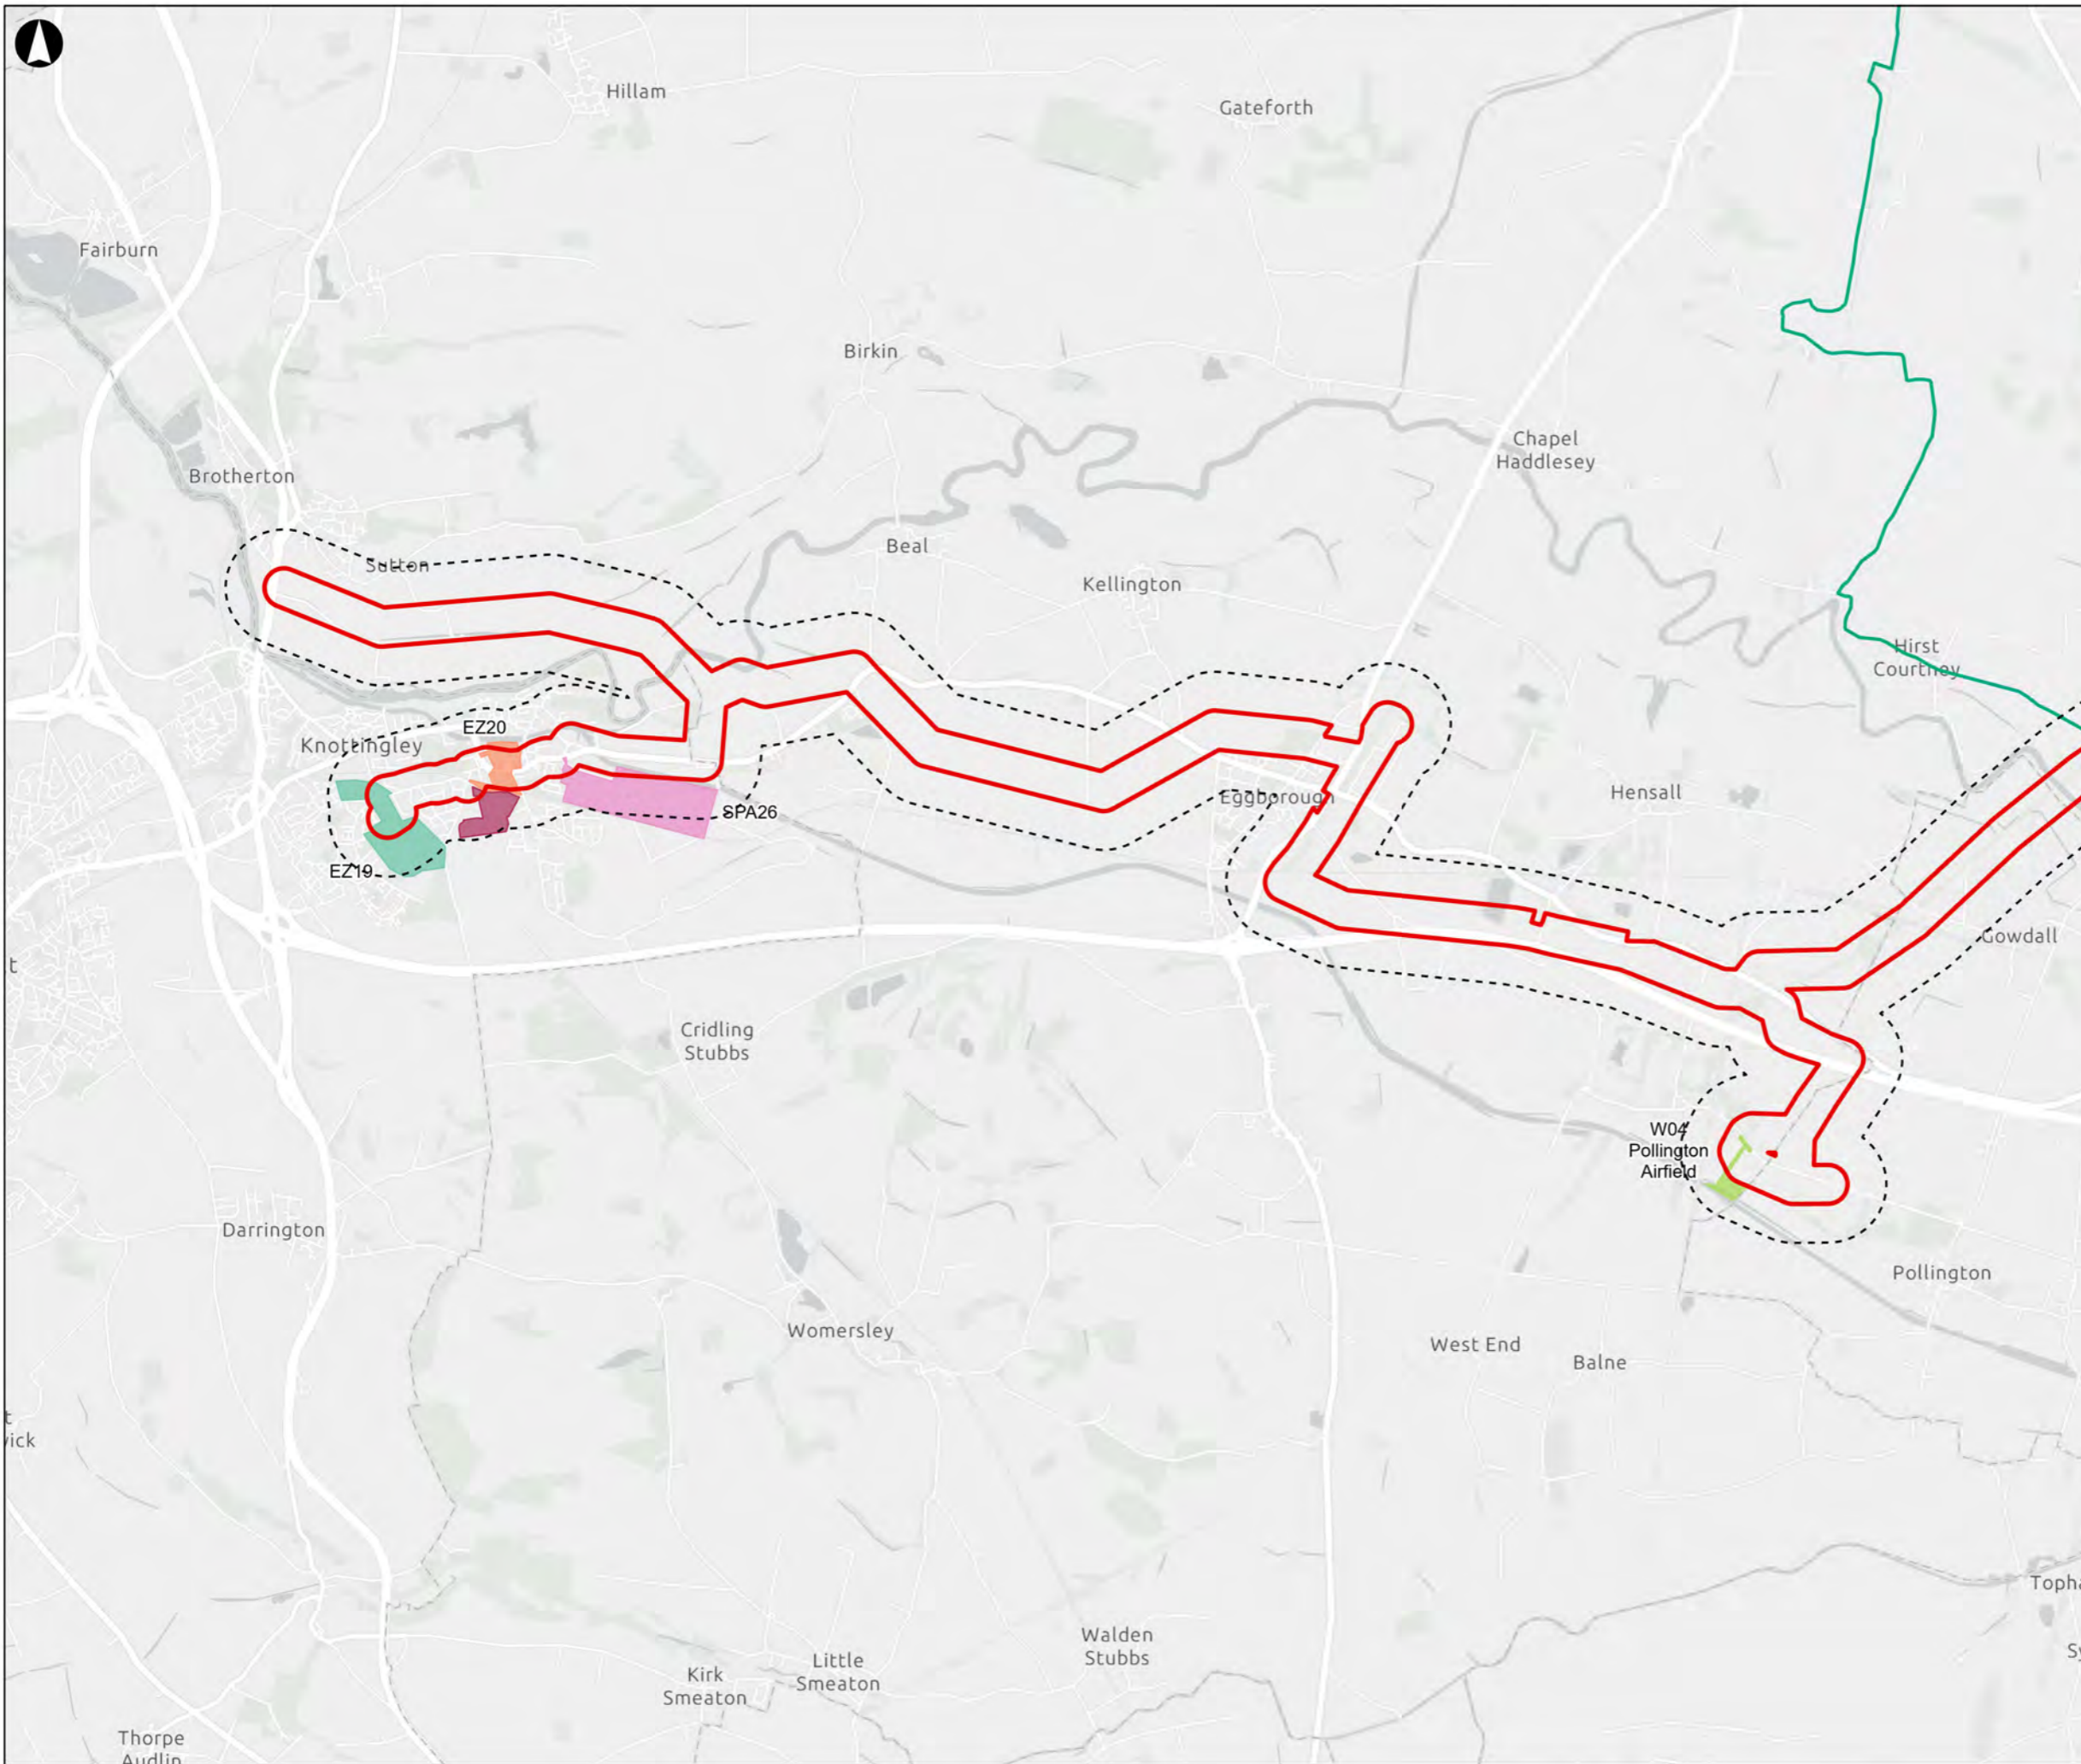 Hillam
Gateforth
Fairburn
Birkin
Chapel
Haddlesey
Brotherton
Beal
Sutton
Kellington
Hirst
Courtney
EZ20
Knottingley
Hensall
Eggborough
SPA26
EZ19
Gowdall
Cridling
Stubbs
W04
Pollington
Airfield
Darrington
Pollington
Womersley
West End
Balne
Walden
Stubbs
Little
Smeaton
Kirk
Smeaton
Thorpe
Audlin